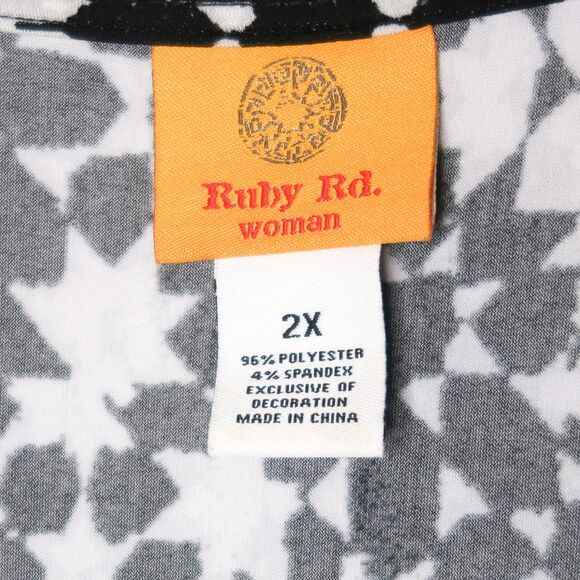 Ruby Rd.
woman
2X
96% POLYESTER
4% SPANDEX
EXCLUSIVE OF
DECORATION
MADE IN CHINA